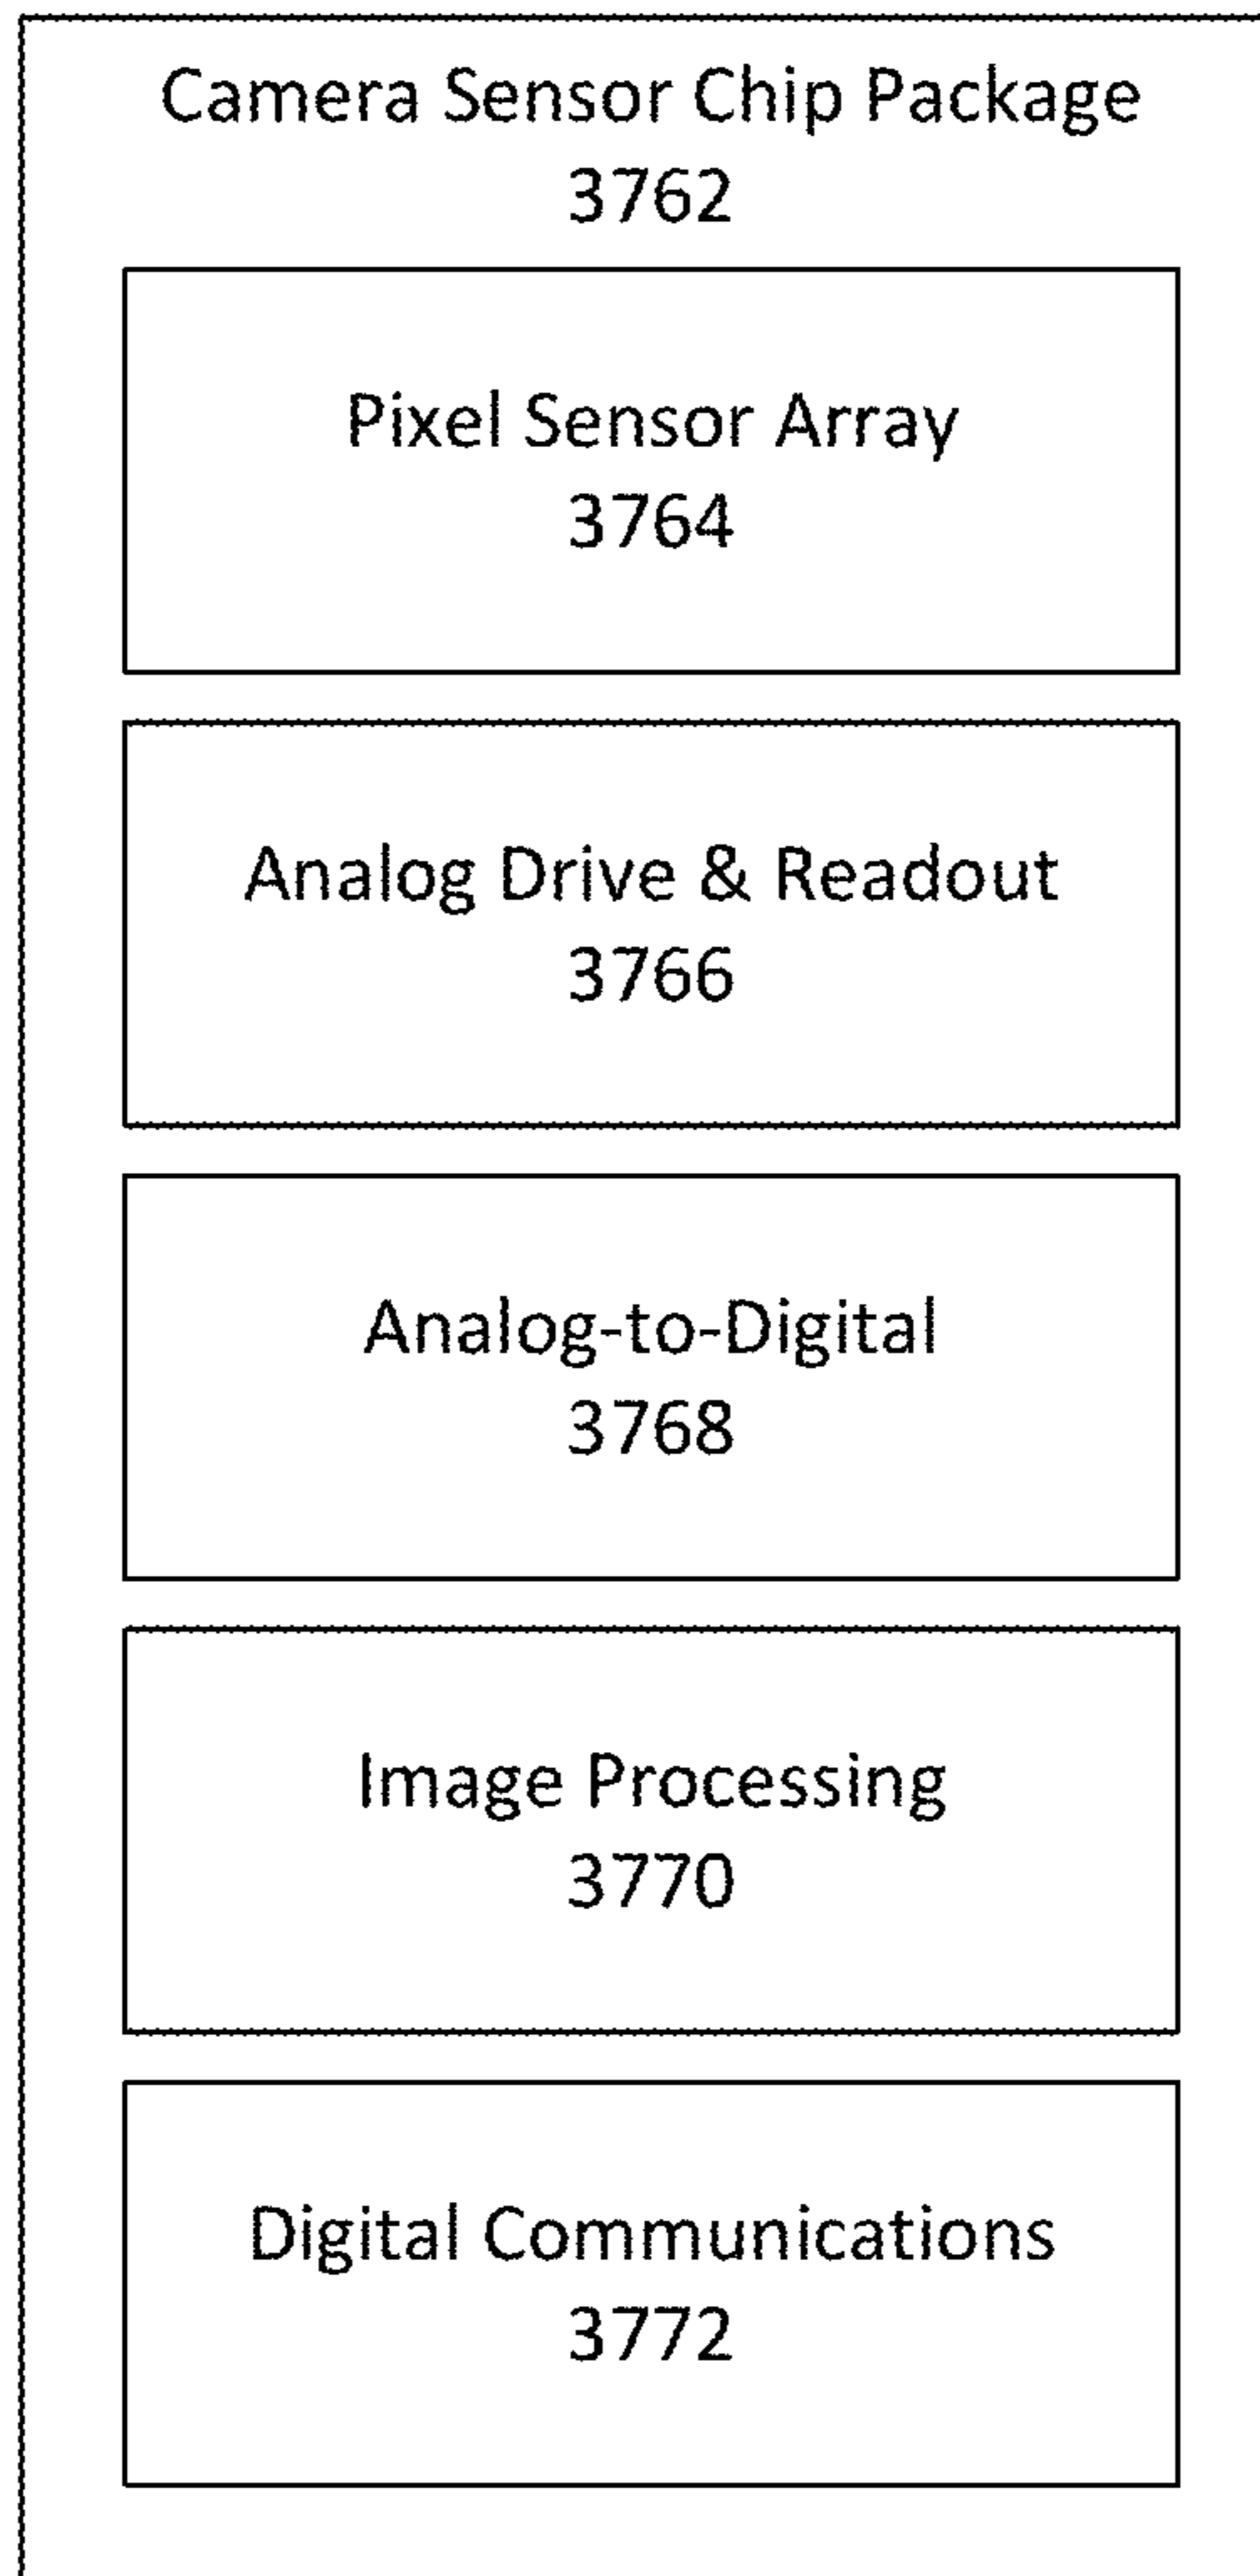 Camera Sensor Chip Package
3762
Pixel Sensor Array
3764
Analog Drive & Readout
3766
Analog-to-Digital
3768
Image Processing
3770
Digital Communications
3772